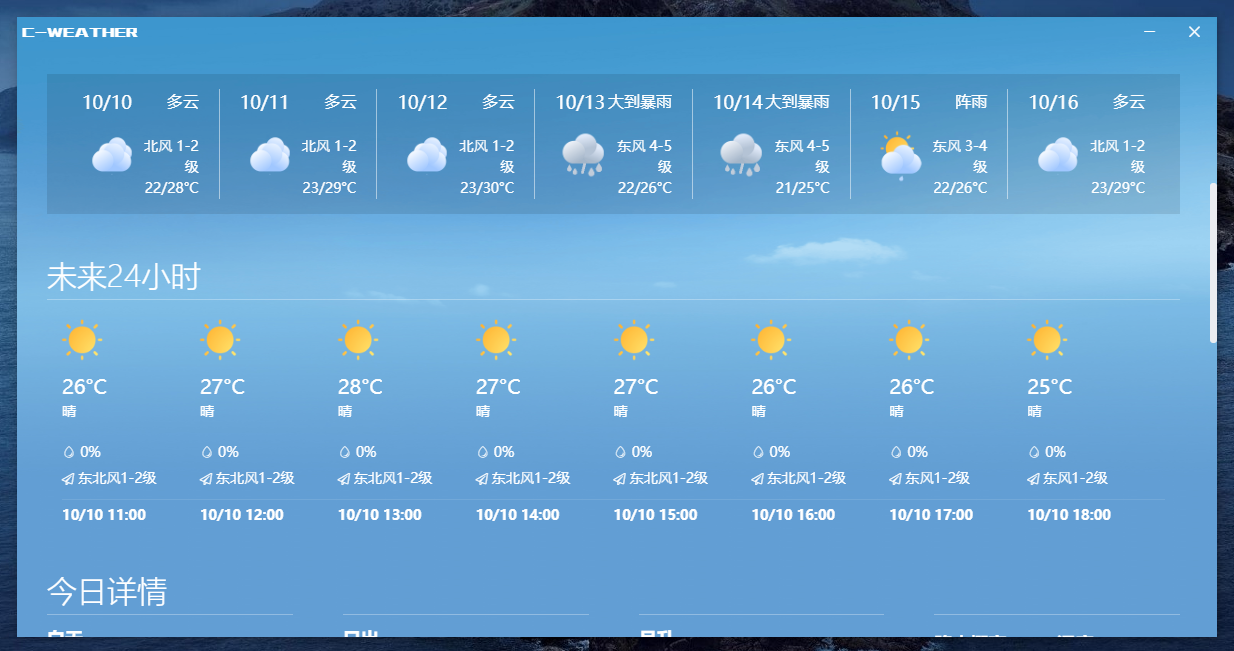 C-WEATHER
10/10 多云 10/11 多云 10/12 多云 10/13 大到暴雨 10/14 大到暴雨 10/15 阵雨 10/16 多云
北风 1-2 北风 1-2 北风 1-2 东风 4-5 东风 4-5 东风 3-4 北风 1-2
级 级 级 级 级 级 级
22/28°C 23/29°C 23/30°C 22/26°C 21/25°C 22/26°C 23/29°C
未来24小时
26°C 27°C 28°C 27°C 27°C 26°C 26°C 25°C
晴 晴 晴 晴 晴 晴 晴 晴
0% 0% 0% 0% 0% 0% 0% 0%
东北风1-2级 东北风1-2级 东北风1-2级 东北风1-2级 东北风1-2级 东北风1-2级 东风1-2级 东风1-2级
10/10 11:00 10/10 12:00 10/10 13:00 10/10 14:00 10/10 15:00 10/10 16:00 10/10 17:00 10/10 18:00
今日详情